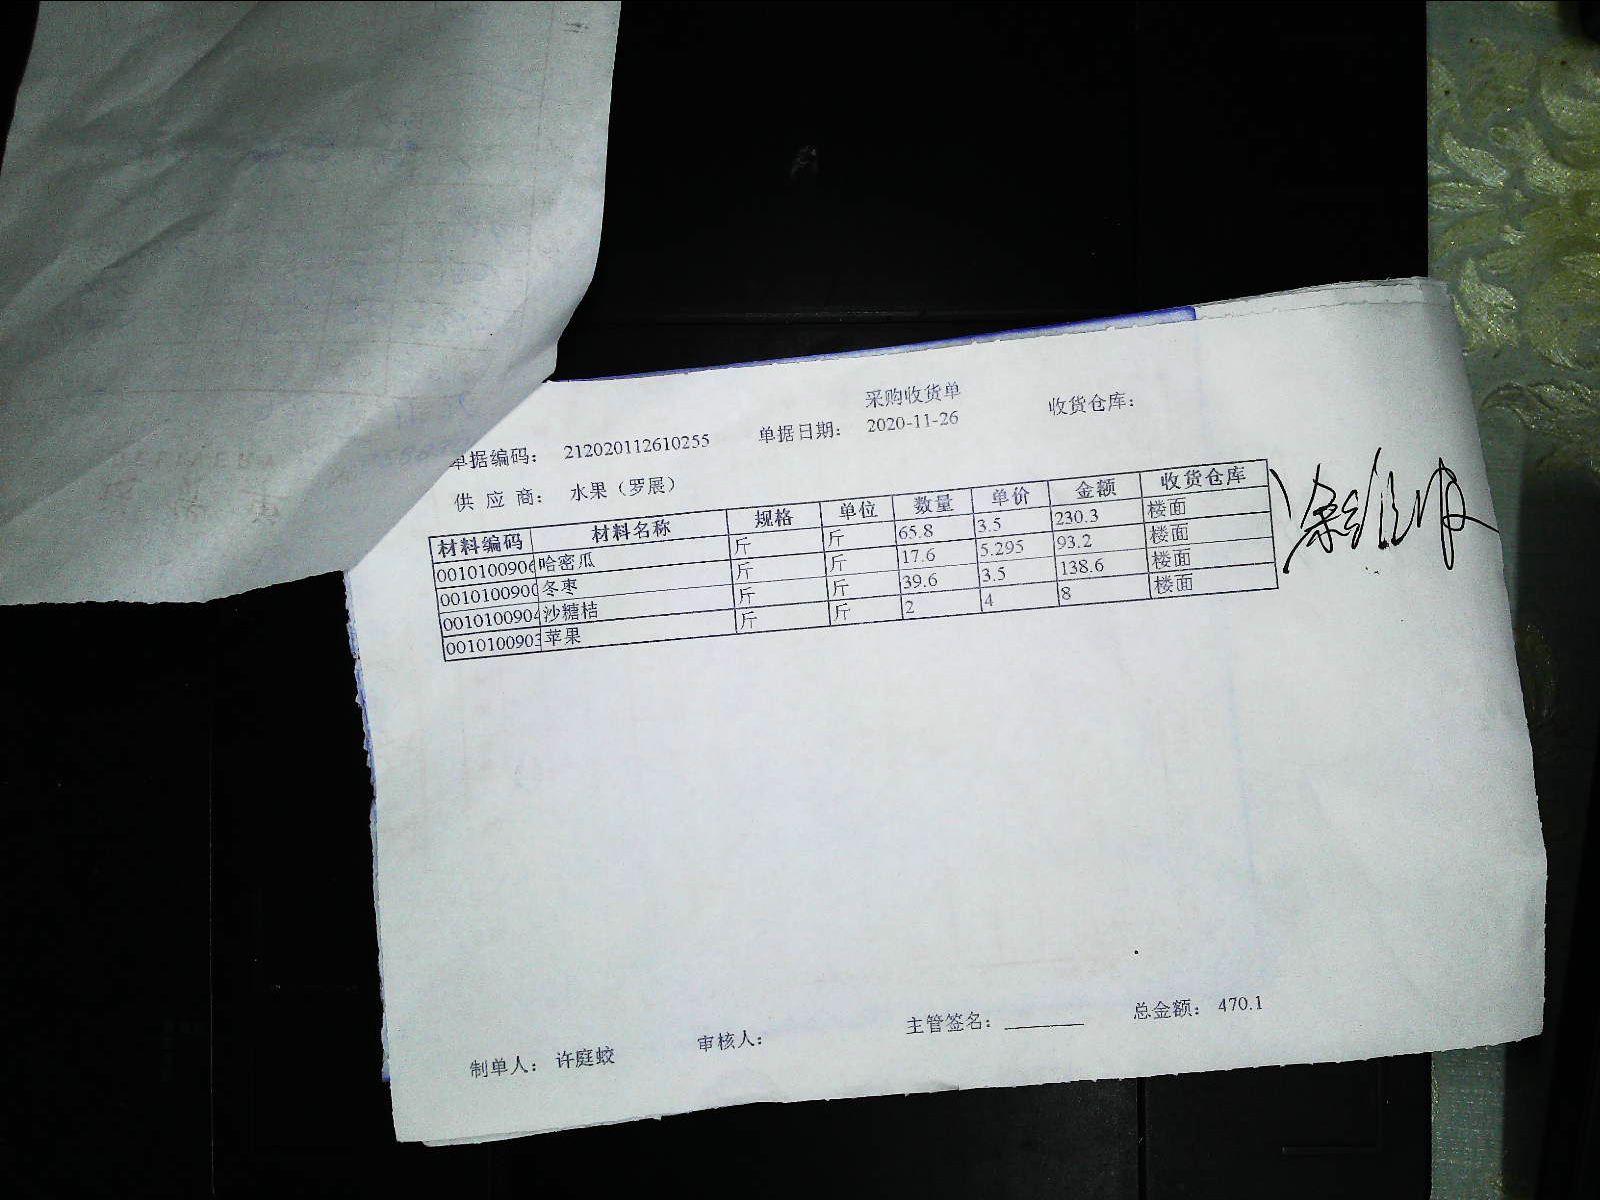 采购收货单
单据编码： 212020112610255 单据日期： 2020-11-26 收货仓库：
供 应 商： 水果（罗展）
材料编码 材料名称 规格 单位 数量 单价 金额 收货仓库
0010100906 哈密瓜 斤 斤 65.8 3.5 230.3 楼面
0010100900 冬枣 斤 斤 17.6 5.295 93.2 楼面
0010100904 沙糖桔 斤 斤 39.6 3.5 138.6 楼面
0010100903 苹果 斤 斤 2 4 8 楼面
制单人： 许庭蛟 审核人： 主管签名： 总金额： 470.1